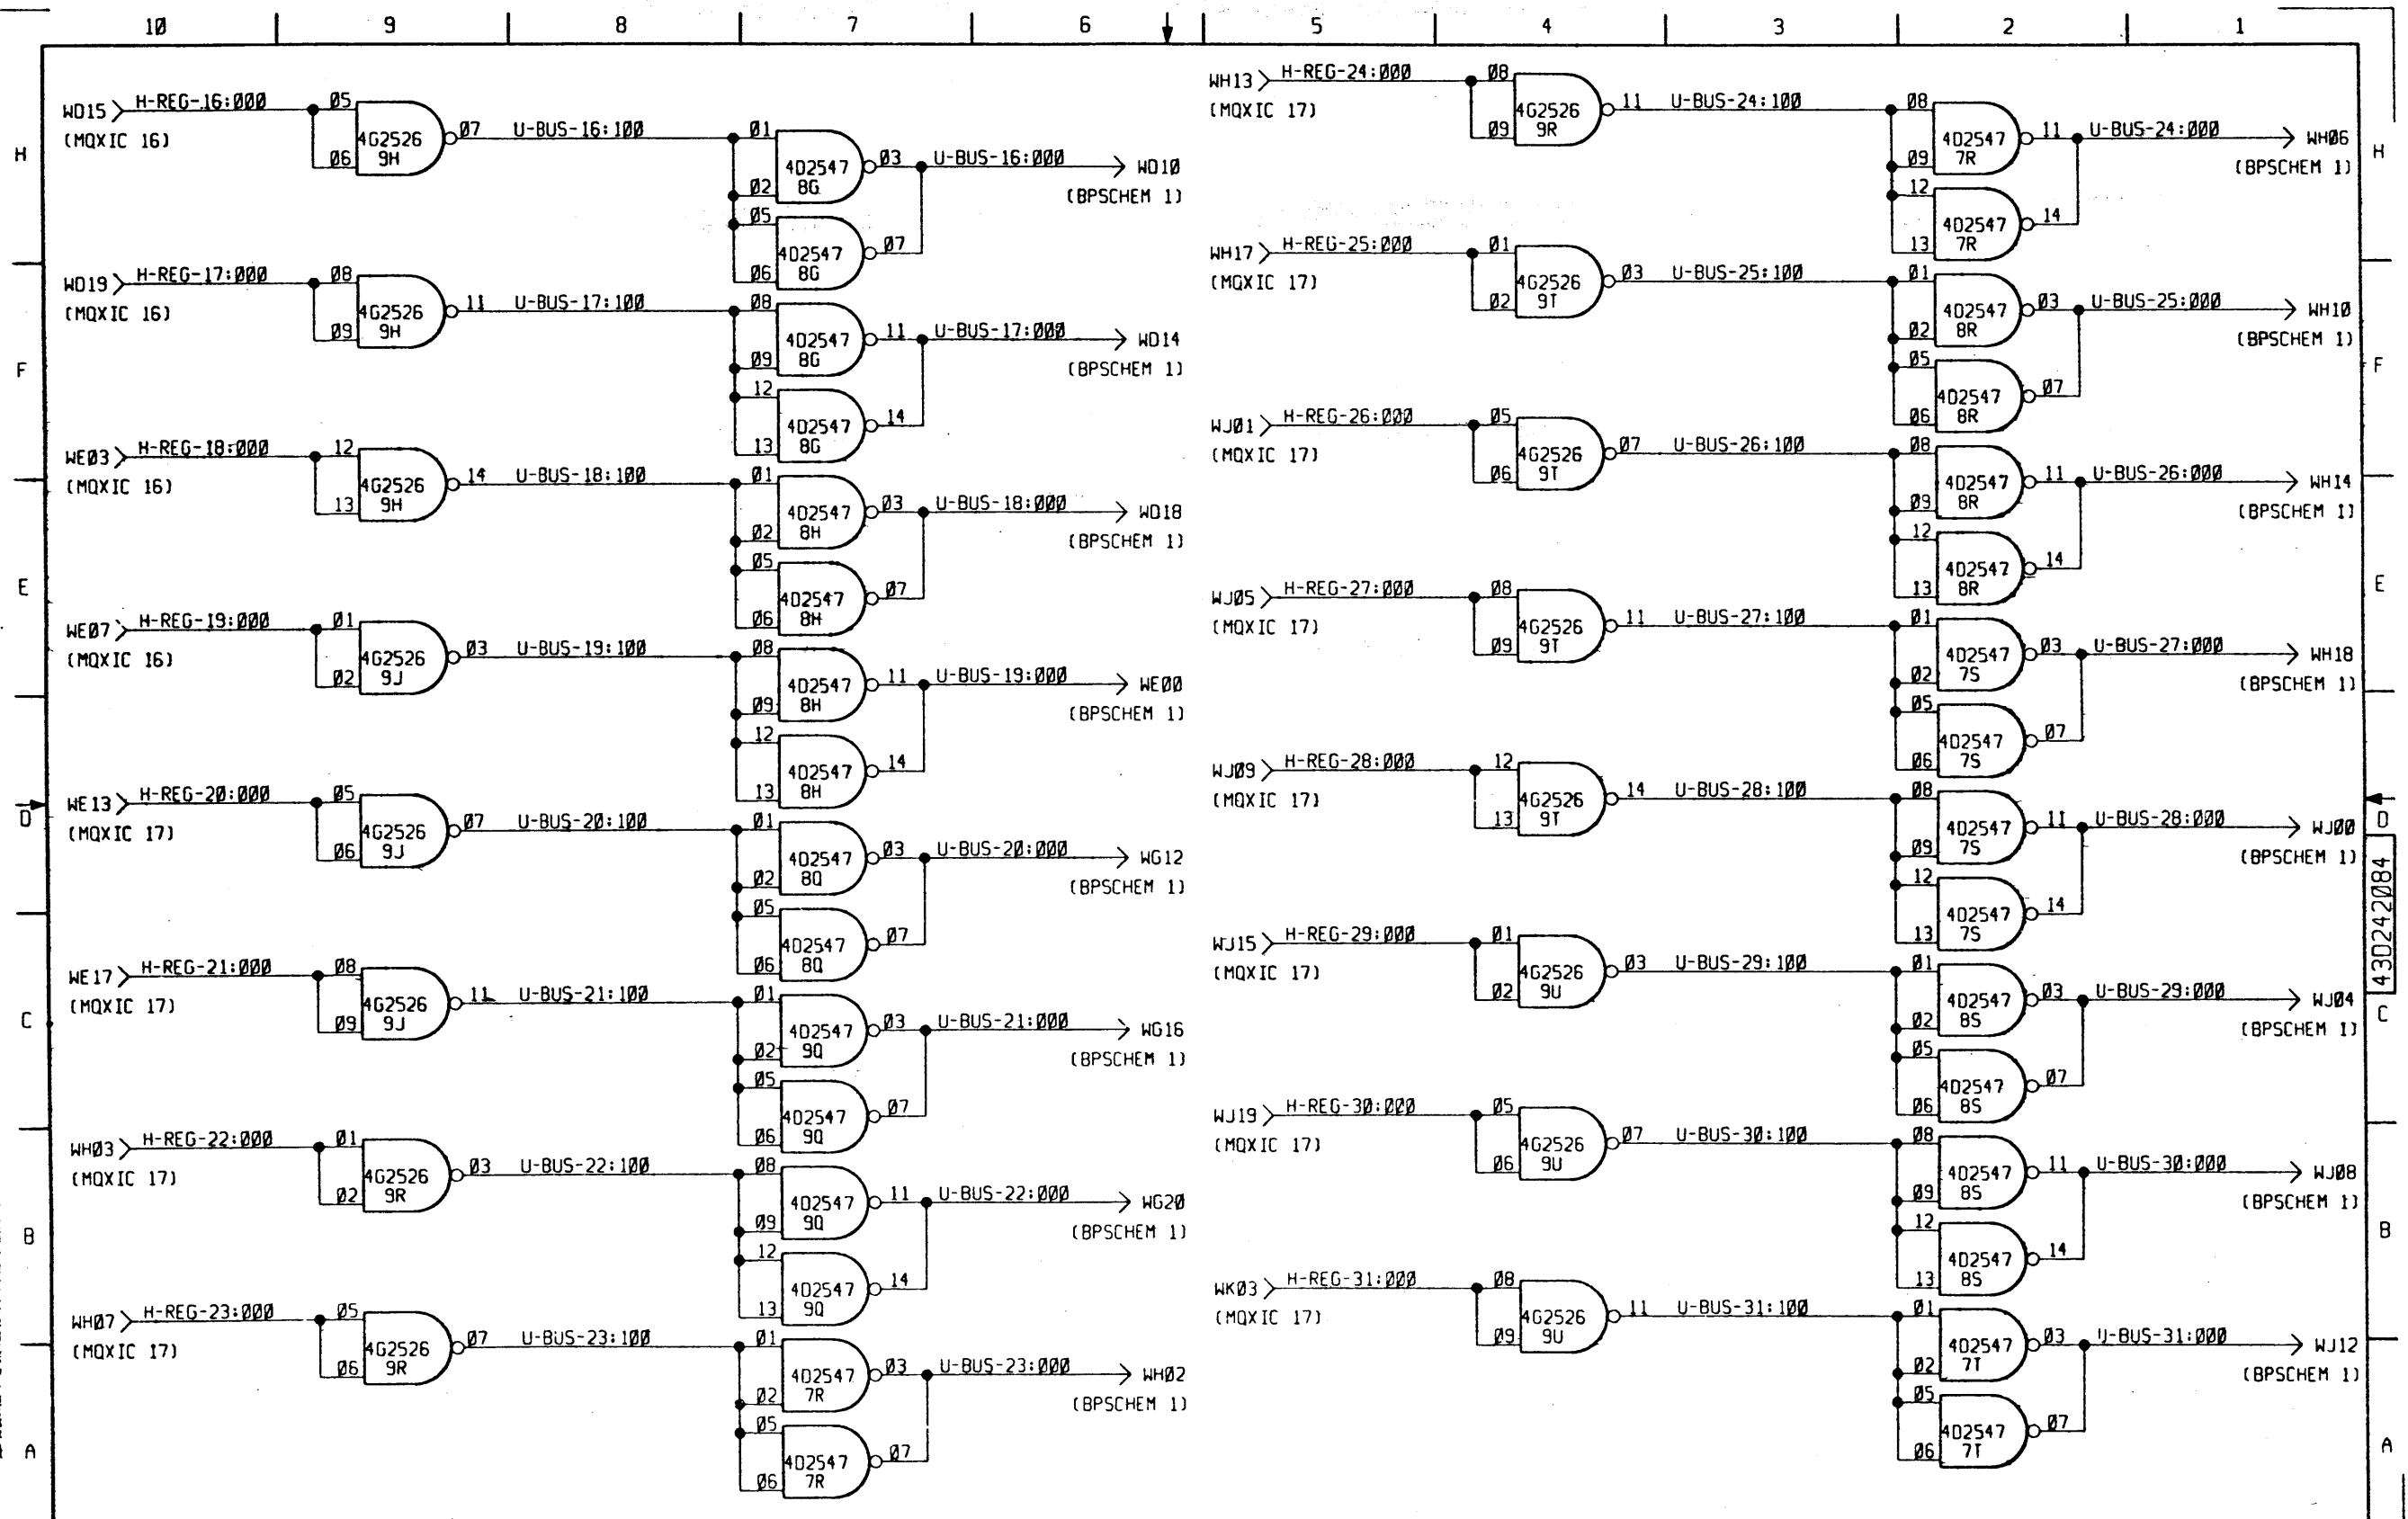 10 9 8 7 6 5 4 3 2 1
H
WD15 H-REG-16:000 05 06 4G2526 9H 07 U-BUS-16:100 01 02 4D2547 8G 03 U-BUS-16:000 WD10
(MQXIC 16) 05 06 4D2547 8G 07 (BPSCHEM 1)
WD19 H-REG-17:000 08 09 4G2526 9H 11 U-BUS-17:100 08 09 4D2547 8G 11 U-BUS-17:000 WD14
(MQXIC 16) 12 13 4D2547 8G 14 (BPSCHEM 1)
F
WE03 H-REG-18:000 12 13 4G2526 9H 14 U-BUS-18:100 01 02 4D2547 8H 03 U-BUS-18:000 WD18
(MQXIC 16) 05 06 4D2547 8H 07 (BPSCHEM 1)
E
WE07 H-REG-19:000 01 02 4G2526 9J 03 U-BUS-19:100 08 09 4D2547 8H 11 U-BUS-19:000 WE00
(MQXIC 16) 12 13 4D2547 8H 14 (BPSCHEM 1)
D
WE13 H-REG-20:000 05 06 4G2526 9J 07 U-BUS-20:100 01 02 4D2547 8Q 03 U-BUS-20:000 WG12
(MQXIC 17) 05 06 4D2547 8Q 07 (BPSCHEM 1)
WE17 H-REG-21:000 08 09 4G2526 9J 11 U-BUS-21:100 01 02 4D2547 9Q 03 U-BUS-21:000 WG16
(MQXIC 17) 05 06 4D2547 9Q 07 (BPSCHEM 1)
C
WH03 H-REG-22:000 01 02 4G2526 9R 03 U-BUS-22:100 08 09 4D2547 9Q 11 U-BUS-22:000 WG20
(MQXIC 17) 12 13 4D2547 9Q 14 (BPSCHEM 1)
B
WH07 H-REG-23:000 05 06 4G2526 9R 07 U-BUS-23:100 01 02 4D2547 7R 03 U-BUS-23:000 WH02
(MQXIC 17) 05 06 4D2547 7R 07 (BPSCHEM 1)
A
WH13 H-REG-24:000 08 09 4G2526 9R 11 U-BUS-24:100 08 09 4D2547 7R 11 U-BUS-24:000 WH06
(MQXIC 17) 12 13 4D2547 7R 14 (BPSCHEM 1)
H
WH17 H-REG-25:000 01 02 4G2526 9T 03 U-BUS-25:100 01 02 4D2547 8R 03 U-BUS-25:000 WH10
(MQXIC 17) 05 06 4D2547 8R 07 (BPSCHEM 1)
F
WJ01 H-REG-26:000 05 06 4G2526 9T 07 U-BUS-26:100 08 09 4D2547 8R 11 U-BUS-26:000 WH14
(MQXIC 17) 12 13 4D2547 8R 14 (BPSCHEM 1)
E
WJ05 H-REG-27:000 08 09 4G2526 9T 11 U-BUS-27:100 01 02 4D2547 7S 03 U-BUS-27:000 WH18
(MQXIC 17) 05 06 4D2547 7S 07 (BPSCHEM 1)
WJ09 H-REG-28:000 12 13 4G2526 9T 14 U-BUS-28:100 08 09 4D2547 7S 11 U-BUS-28:000 WJ00
(MQXIC 17) 12 13 4D2547 7S 14 (BPSCHEM 1)
D
43D242084
WJ15 H-REG-29:000 01 02 4G2526 9U 03 U-BUS-29:100 01 02 4D2547 8S 03 U-BUS-29:000 WJ04
(MQXIC 17) 05 06 4D2547 8S 07 (BPSCHEM 1)
C
WJ19 H-REG-30:000 05 06 4G2526 9U 07 U-BUS-30:100 08 09 4D2547 8S 11 U-BUS-30:000 WJ08
(MQXIC 17) 12 13 4D2547 8S 14 (BPSCHEM 1)
B
WK03 H-REG-31:000 08 09 4G2526 9U 11 U-BUS-31:100 01 02 4D2547 7T 03 U-BUS-31:000 WJ12
(MQXIC 17) 05 06 4D2547 7T 07 (BPSCHEM 1)
A